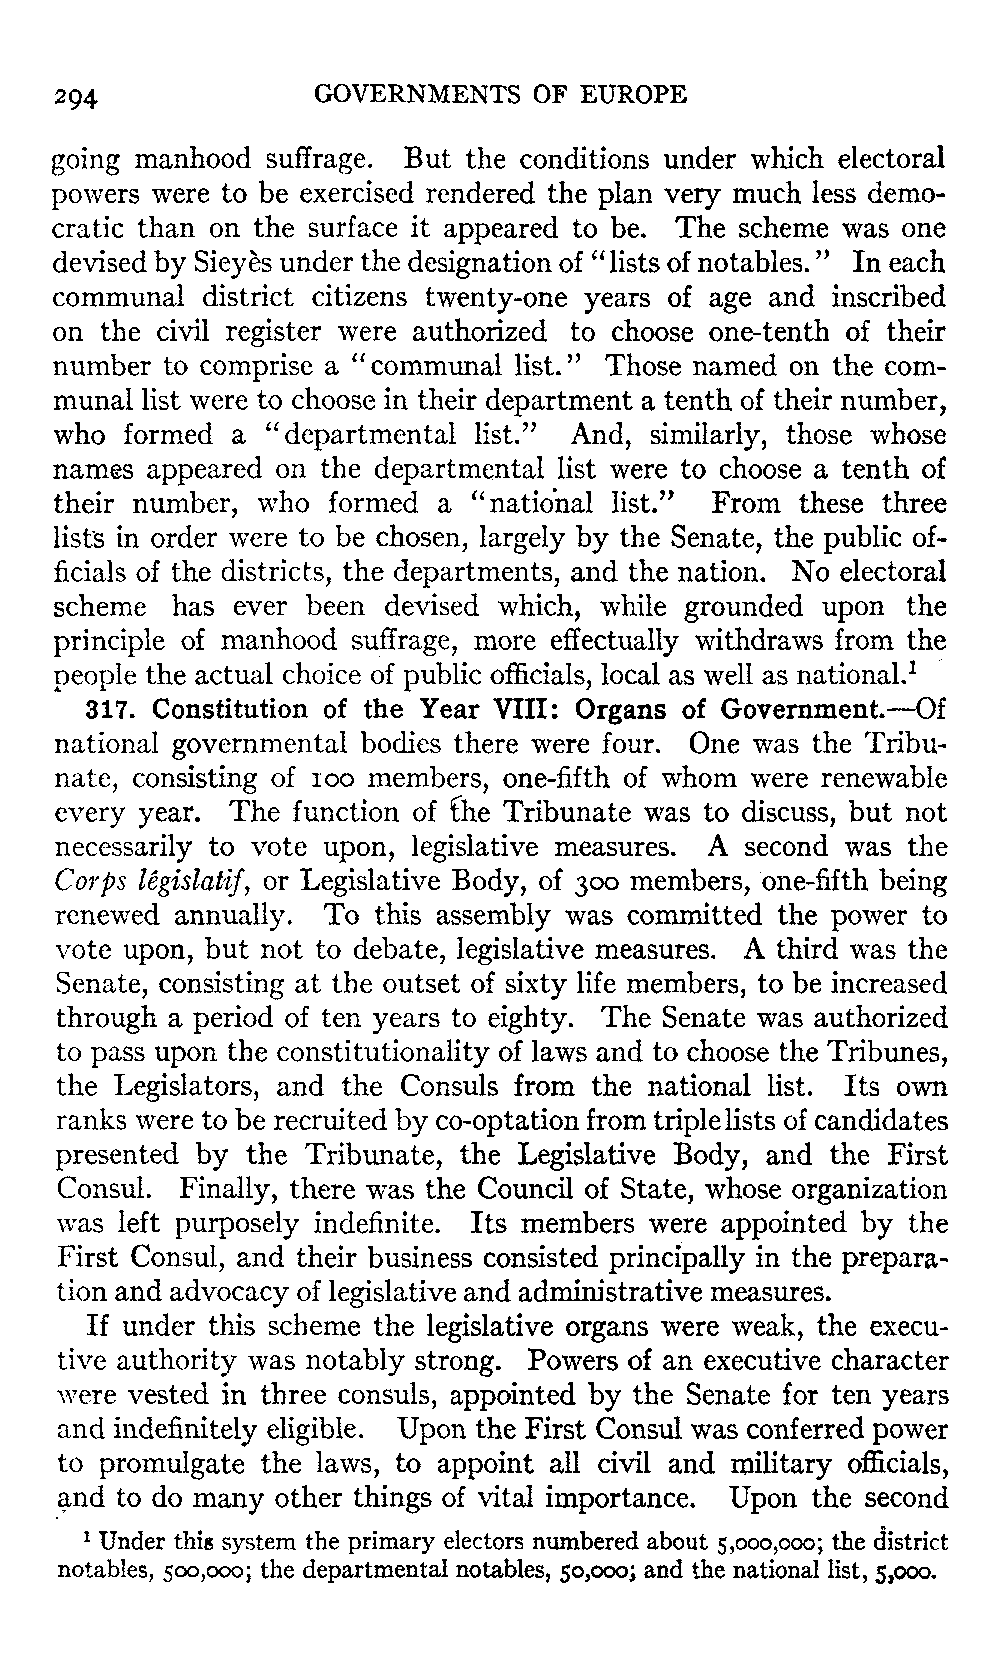 294 GOVERNMENTS OF EUROPE
going manhood suffrage. But the conditions under which electoral
powers were to be exercised rendered the plan very much less demo-
cratic than on the surface it appeared to be. The scheme was one
devised by Sieyès under the designation of “lists of notables.” In each
communal district citizens twenty-one years of age and inscribed
on the civil register were authorized to choose one-tenth of their
number to comprise a “communal list.” Those named on the com-
munal list were to choose in their department a tenth of their number,
who formed a “departmental list.” And, similarly, those whose
names appeared on the departmental list were to choose a tenth of
their number, who formed a “national list.” From these three
lists in order were to be chosen, largely by the Senate, the public of-
ficials of the districts, the departments, and the nation. No electoral
scheme has ever been devised which, while grounded upon the
principle of manhood suffrage, more effectually withdraws from the
people the actual choice of public officials, local as well as national.¹
317. Constitution of the Year VIII: Organs of Government.—Of
national governmental bodies there were four. One was the Tribu-
nate, consisting of 100 members, one-fifth of whom were renewable
every year. The function of the Tribunate was to discuss, but not
necessarily to vote upon, legislative measures. A second was the
Corps législatif, or Legislative Body, of 300 members, one-fifth being
renewed annually. To this assembly was committed the power to
vote upon, but not to debate, legislative measures. A third was the
Senate, consisting at the outset of sixty life members, to be increased
through a period of ten years to eighty. The Senate was authorized
to pass upon the constitutionality of laws and to choose the Tribunes,
the Legislators, and the Consuls from the national list. Its own
ranks were to be recruited by co-optation from triple lists of candidates
presented by the Tribunate, the Legislative Body, and the First
Consul. Finally, there was the Council of State, whose organization
was left purposely indefinite. Its members were appointed by the
First Consul, and their business consisted principally in the prepara-
tion and advocacy of legislative and administrative measures.
If under this scheme the legislative organs were weak, the execu-
tive authority was notably strong. Powers of an executive character
were vested in three consuls, appointed by the Senate for ten years
and indefinitely eligible. Upon the First Consul was conferred power
to promulgate the laws, to appoint all civil and military officials,
and to do many other things of vital importance. Upon the second
¹ Under this system the primary electors numbered about 5,000,000; the district
notables, 500,000; the departmental notables, 50,000; and the national list, 5,000.